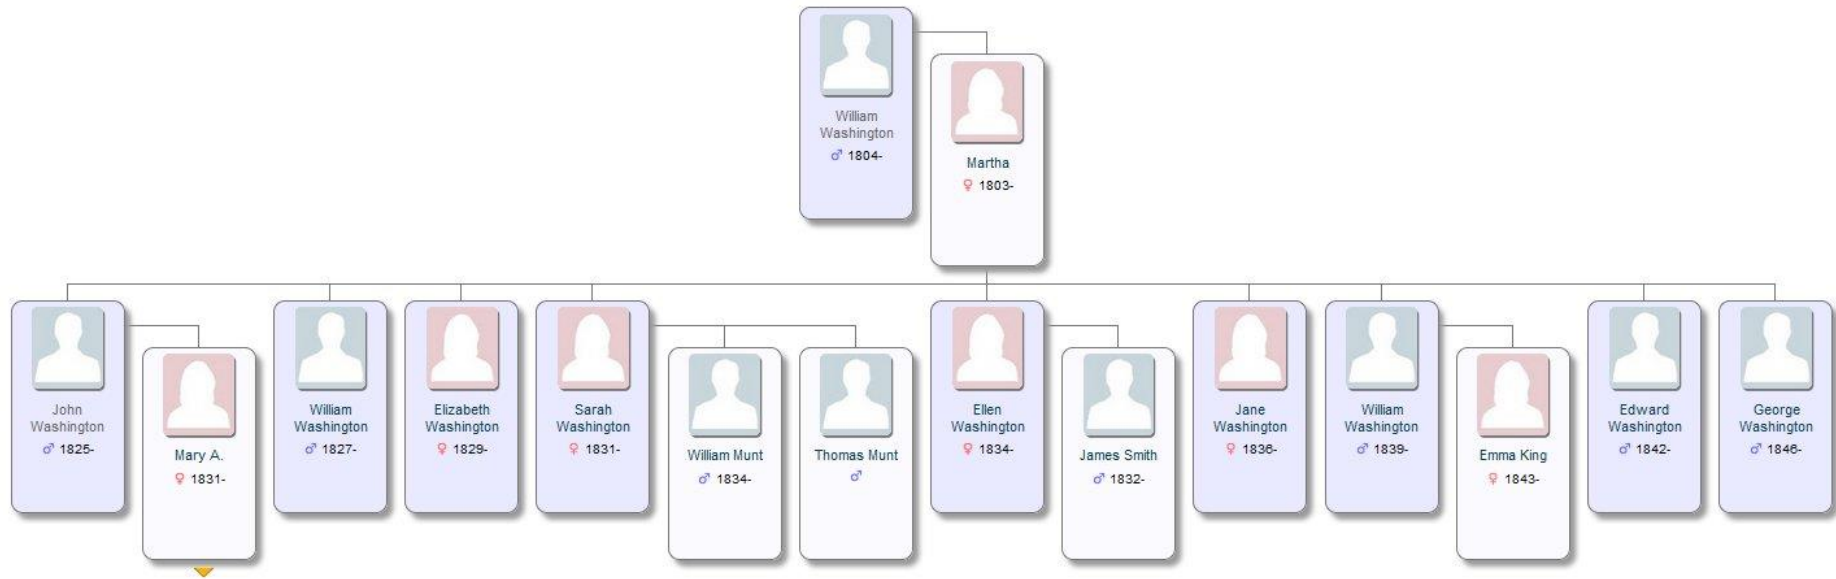 William
Washington
♂ 1804-
Martha
♀ 1803-
John
Washington
♂ 1825-
Mary A.
♀ 1831-
William
Washington
♂ 1827-
Elizabeth
Washington
♀ 1829-
Sarah
Washington
♀ 1831-
William Munt
♂ 1834-
Thomas Munt
♂
Ellen
Washington
♀ 1834-
James Smith
♂ 1832-
Jane
Washington
♀ 1836-
William
Washington
♂ 1839-
Emma King
♀ 1843-
Edward
Washington
♂ 1842-
George
Washington
♂ 1846-